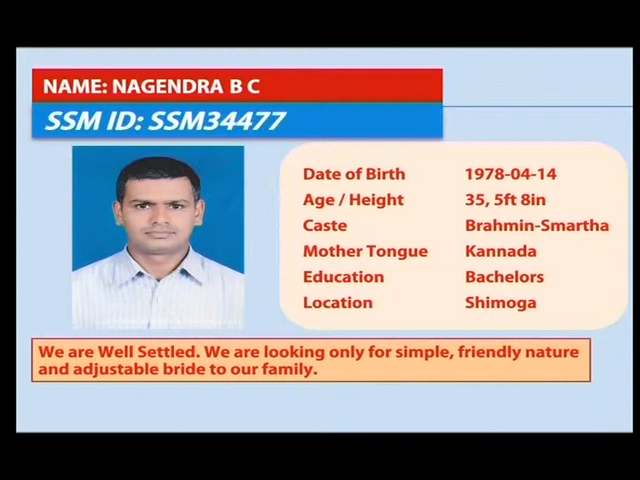 NAME: NAGENDRA B C
SSM ID: SSM34477
Date of Birth 1978-04-14
Age / Height 35, 5ft 8in
Caste Brahmin-Smartha
Mother Tongue Kannada
Education Bachelors
Location Shimoga
We are Well Settled. We are looking only for simple, friendly nature
and adjustable bride to our family.